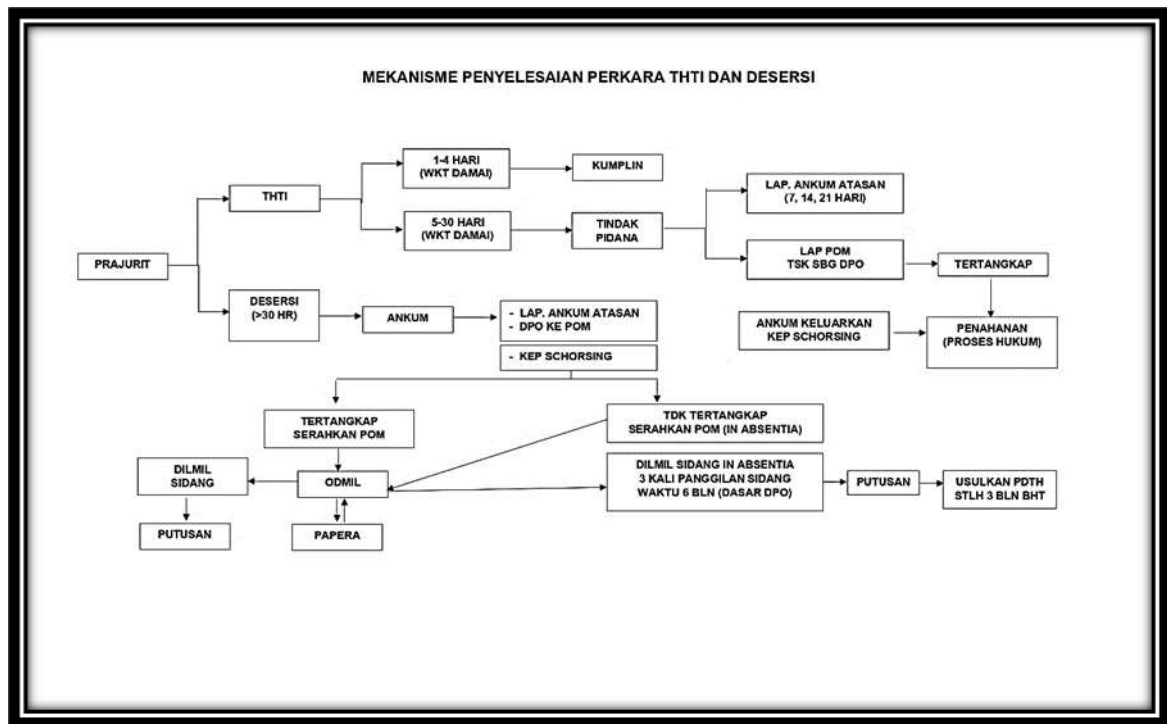 MEKANISME PENYELESAIAN PERKARA THTI DAN DESERSI
1-4 HARI
(WKT DAMAI)
KUMPLIN
THTI
LAP. ANKUM ATASAN
(7, 14, 21 HARI)
5-30 HARI
(WKT DAMAI)
TINDAK
PIDANA
LAP POM
TSK SBG DPO
TERTANGKAP
PRAJURIT
DESERSI
(>30 HR)
ANKUM
- LAP. ANKUM ATASAN
- DPO KE POM
ANKUM KELUARKAN
KEP SCHORSING
PENAHANAN
(PROSES HUKUM)
- KEP SCHORSING
TERTANGKAP
SERAHKAN POM
TDK TERTANGKAP
SERAHKAN POM (IN ABSENTIA)
DILMIL
SIDANG
ODMIL
DILMIL SIDANG IN ABSENTIA
3 KALI PANGGILAN SIDANG
WAKTU 6 BLN (DASAR DPO)
PUTUSAN
USULKAN PDTH
STLH 3 BLN BHT
PUTUSAN
PAPERA